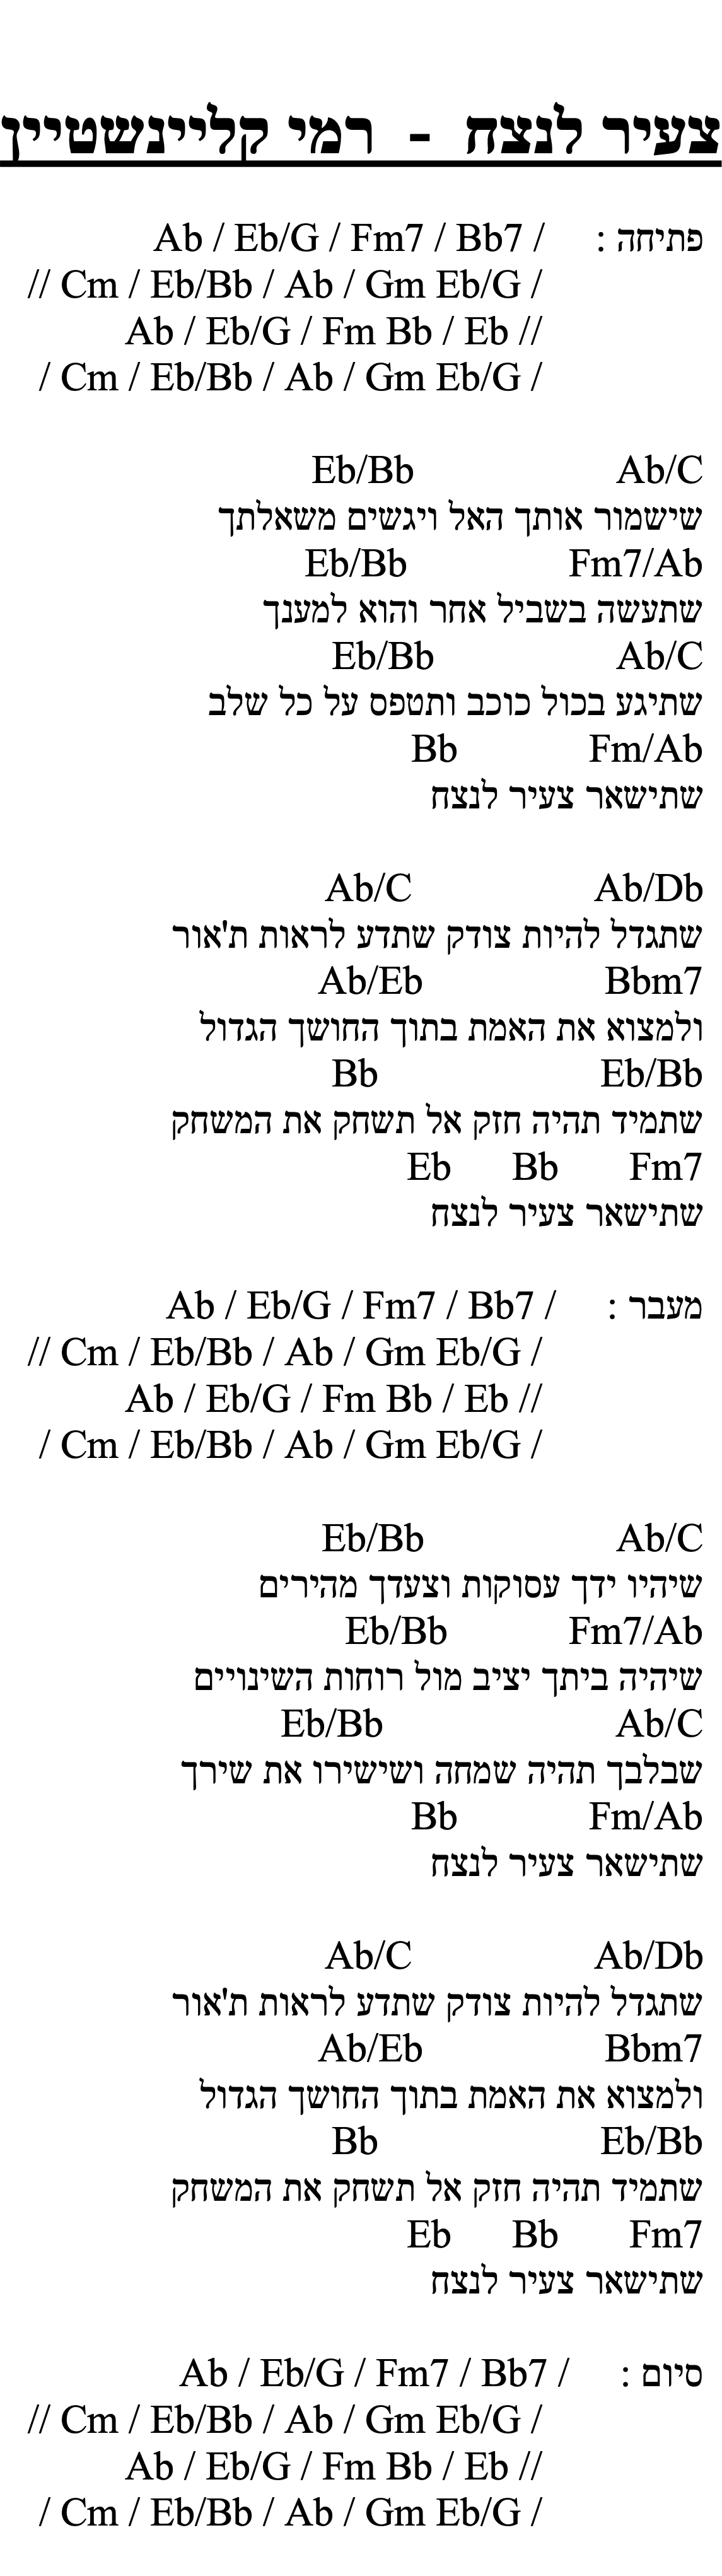 צעיר לנצח - רמי קליינשטיין
פתיחה : Ab / Eb/G / Fm7 / Bb7 /
// Cm / Eb/Bb / Ab / Gm Eb/G /
Ab / Eb/G / Fm Bb / Eb //
/ Cm / Eb/Bb / Ab / Gm Eb/G /
Eb/Bb Ab/C
שישמור אותך האל ויגשים משאלתך
Eb/Bb Fm7/Ab
שתעשה בשביל אחר והוא למענך
Eb/Bb Ab/C
שתיגע בכול כוכב ותטפס על כל שלב
Bb Fm/Ab
שתישאר צעיר לנצח
Ab/C Ab/Db
שתגדל להיות צודק שתדע לראות ת'אור
Ab/Eb Bbm7
ולמצוא את האמת בתוך החושך הגדול
Bb Eb/Bb
שתמיד תהיה חזק אל תשחק את המשחק
Eb Bb Fm7
שתישאר צעיר לנצח
מעבר : Ab / Eb/G / Fm7 / Bb7 /
// Cm / Eb/Bb / Ab / Gm Eb/G /
Ab / Eb/G / Fm Bb / Eb //
/ Cm / Eb/Bb / Ab / Gm Eb/G /
Eb/Bb Ab/C
שיהיו ידך עסוקות וצעדך מהירים
Eb/Bb Fm7/Ab
שיהיה ביתך יציב מול רוחות השינויים
Eb/Bb Ab/C
שבלבך תהיה שמחה ושישירו את שירך
Bb Fm/Ab
שתישאר צעיר לנצח
Ab/C Ab/Db
שתגדל להיות צודק שתדע לראות ת'אור
Ab/Eb Bbm7
ולמצוא את האמת בתוך החושך הגדול
Bb Eb/Bb
שתמיד תהיה חזק אל תשחק את המשחק
Eb Bb Fm7
שתישאר צעיר לנצח
סיום : Ab / Eb/G / Fm7 / Bb7 /
// Cm / Eb/Bb / Ab / Gm Eb/G /
Ab / Eb/G / Fm Bb / Eb //
/ Cm / Eb/Bb / Ab / Gm Eb/G /